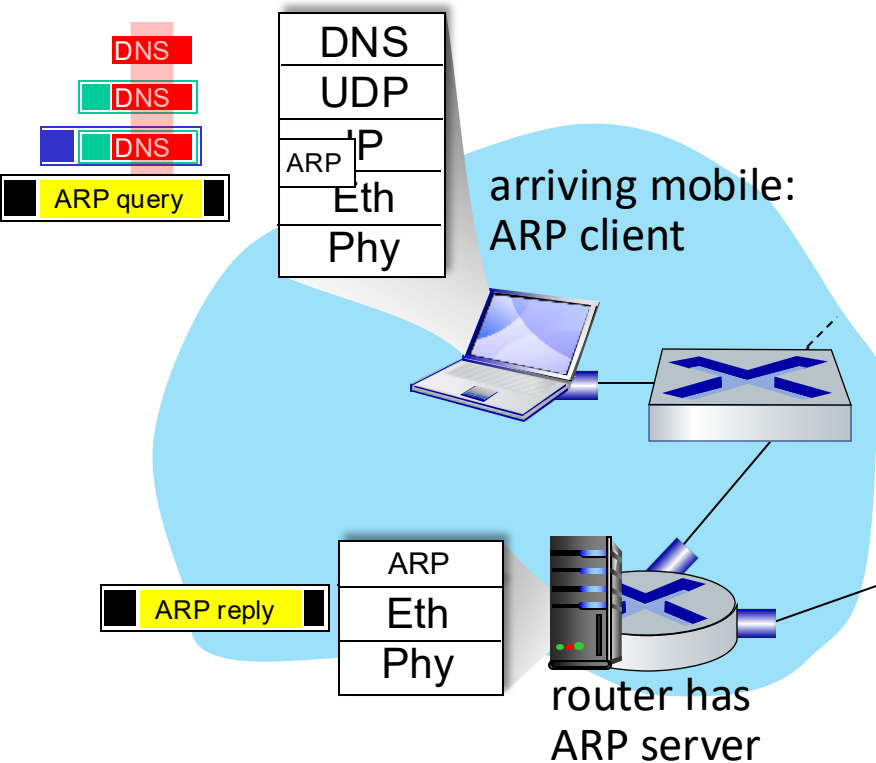 DNS
DNS
DNS
ARP query
DNS
UDP
IP
ARP
Eth
Phy
arriving mobile:
ARP client
ARP reply
ARP
Eth
Phy
router has
ARP server